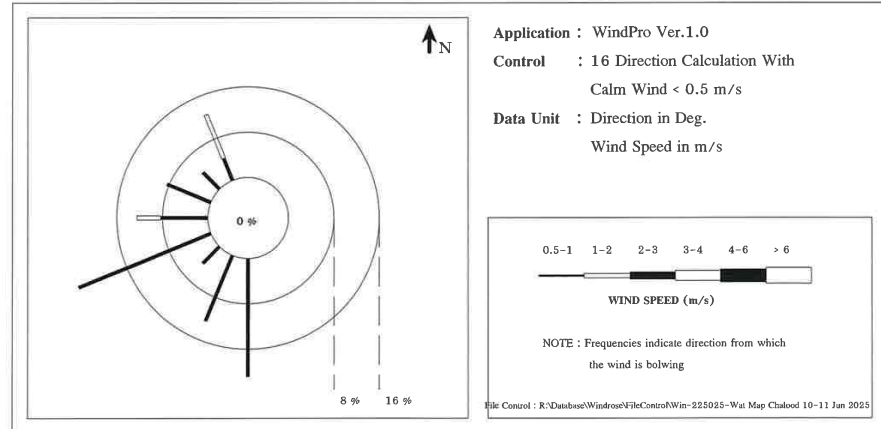 N
0 %
8 %
16 %
Application : WindPro Ver.1.0
Control : 16 Direction Calculation With
Calm Wind < 0.5 m/s
Data Unit : Direction in Deg.
Wind Speed in m/s
0.5-1 1-2 2-3 3-4 4-6 > 6
WIND SPEED (m/s)
NOTE : Frequencies indicate direction from which
the wind is bolwing
File Control : R:\Database\Windrose\FileControl\Win-225025-Wat Map Chalood 10-11 Jun 2025